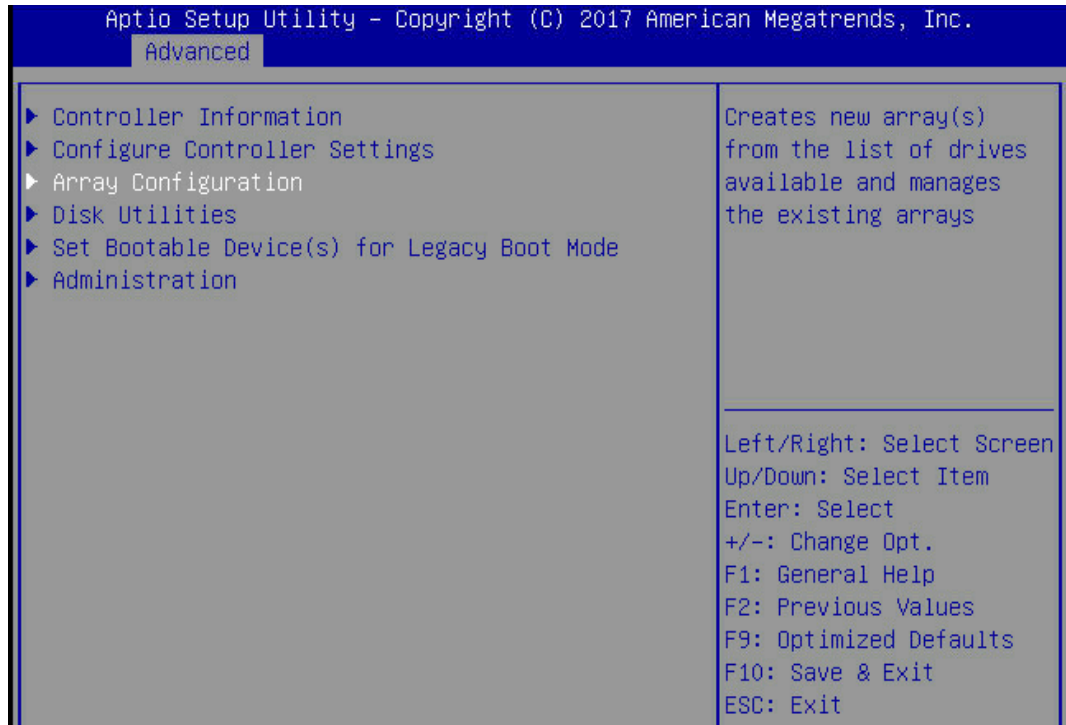 Aptio Setup Utility – Copyright (C) 2017 American Megatrends, Inc.
Advanced
Controller Information
Configure Controller Settings
Array Configuration
Disk Utilities
Set Bootable Device(s) for Legacy Boot Mode
Administration
Creates new array(s)
from the list of drives
available and manages
the existing arrays
Left/Right: Select Screen
Up/Down: Select Item
Enter: Select
+/-: Change Opt.
F1: General Help
F2: Previous Values
F9: Optimized Defaults
F10: Save & Exit
ESC: Exit